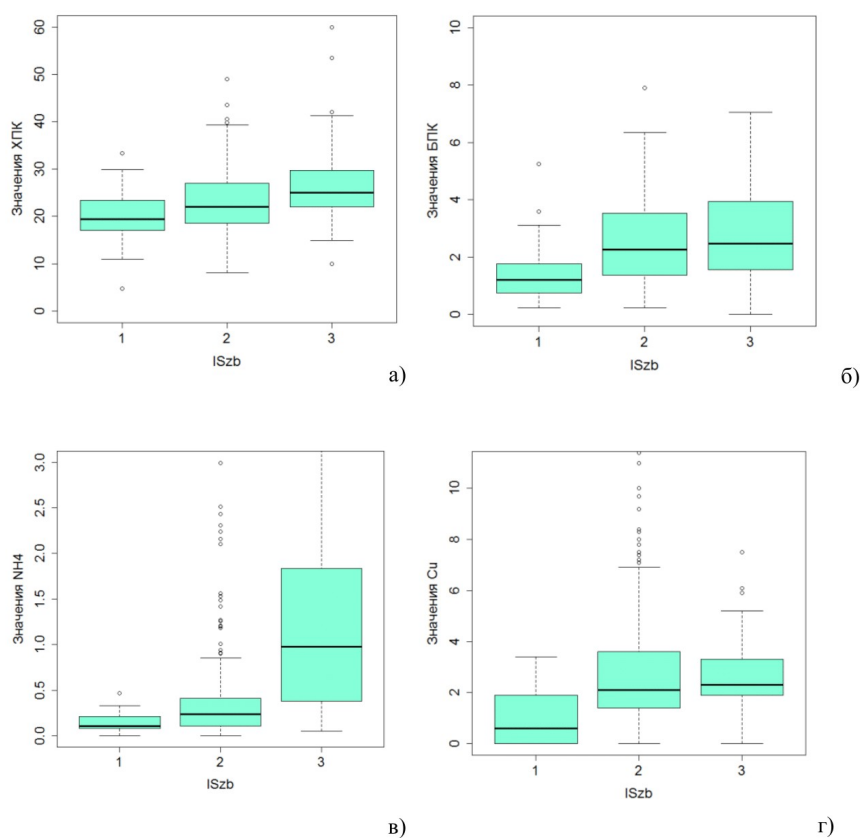 Значения ХПК
60
50
40
30
20
10
0
1 2 3
ISzb
а)
Значения БПК
10
8
6
4
2
0
1 2 3
ISzb
б)
Значения NH4
3.0
2.5
2.0
1.5
1.0
0.5
0.0
1 2 3
ISzb
в)
Значения Cu
10
8
6
4
2
0
1 2 3
ISzb
г)